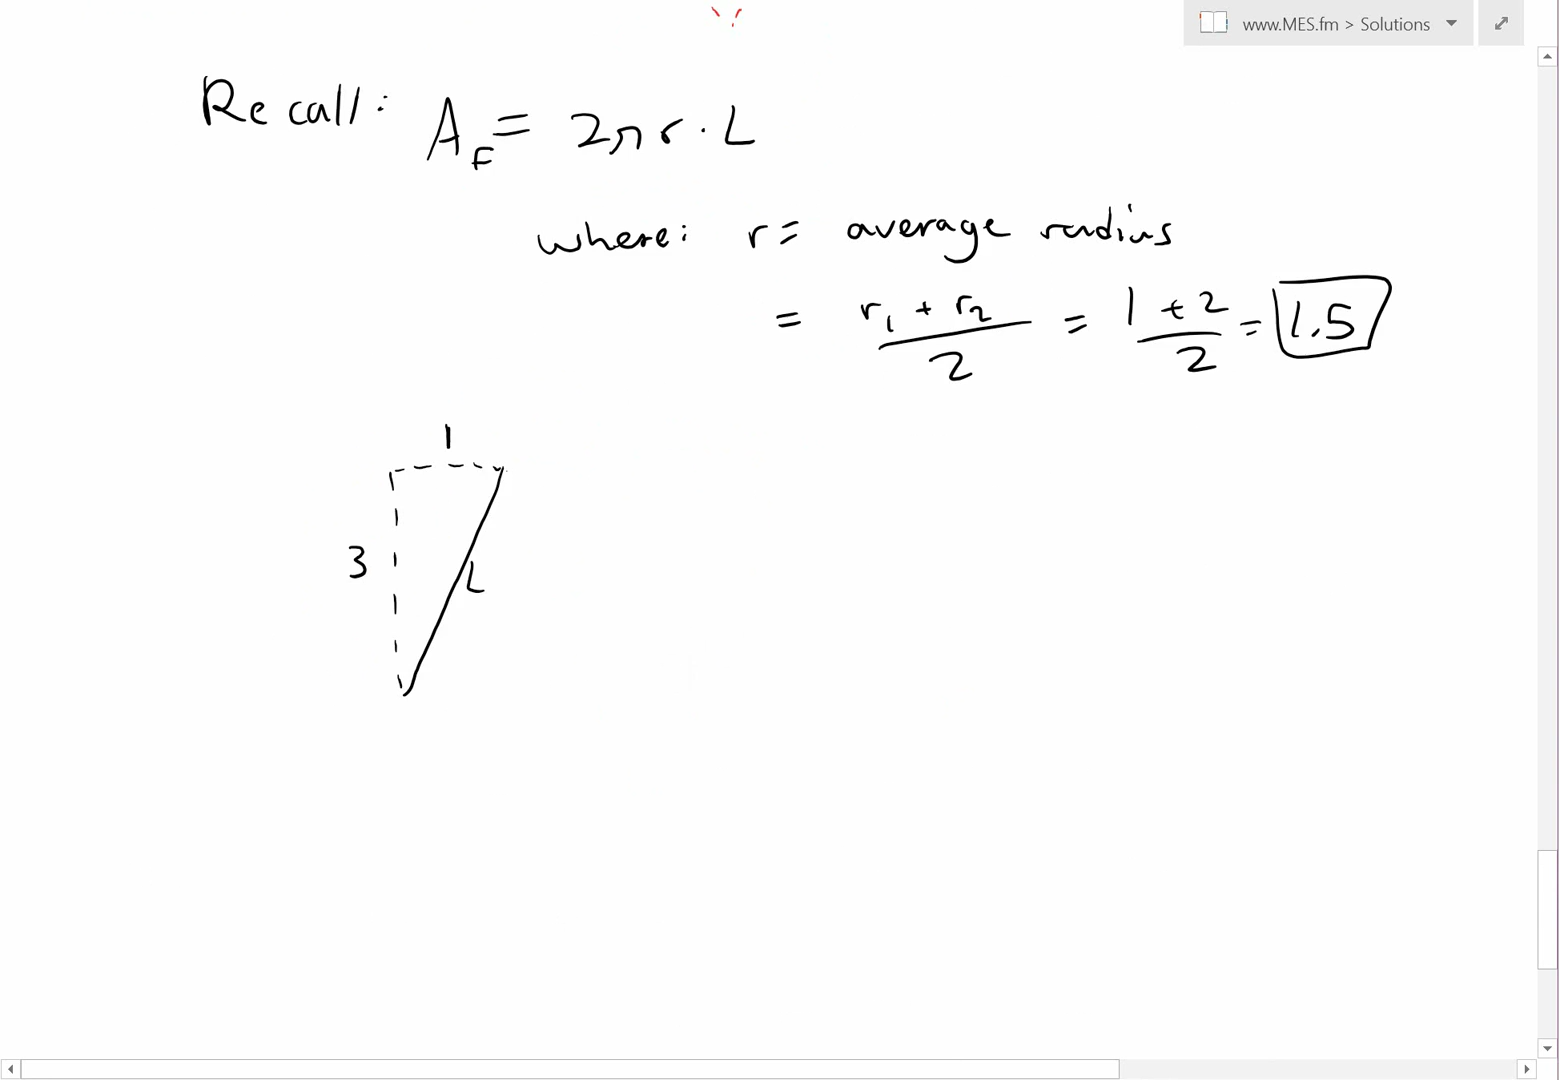 www.MES.fm > Solutions
Recall: A_F = 2πr · L
where: r = average radius
= (r₁ + r₂)/2 = (1 + 2)/2 = 1.5
1
3
L